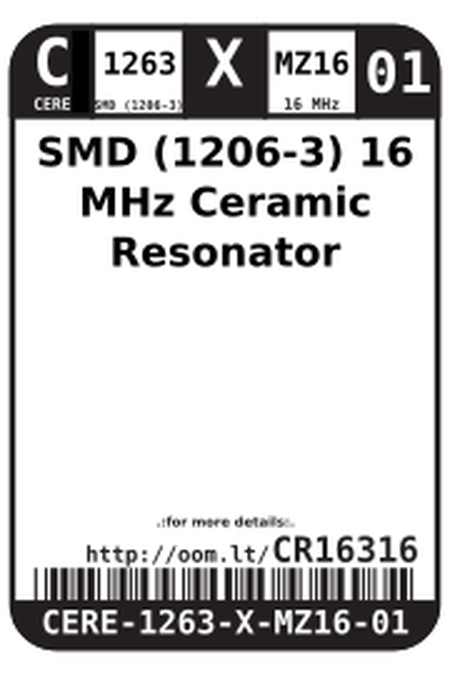 C 1263 X MZ16 01
CERE SMD (1206-3) 16 MHz
SMD (1206-3) 16
MHz Ceramic
Resonator
.:for more details:.
http://oom.lt/CR16316
CERE-1263-X-MZ16-01